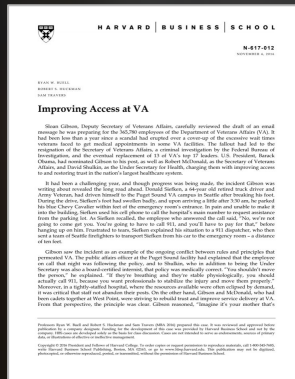 HARVARD | BUSINESS | SCHOOL
N-617-012
NOVEMBER 4, 2016
RYAN W. BUELL
ROBERT S. HUCKMAN
SAM TRAVERS
Improving Access at VA
Sloan Gibson, Deputy Secretary of Veterans Affairs, carefully reviewed the draft of an email
message he was preparing for the 365,780 employees of the Department of Veterans Affairs (VA). It
had been less than a year since a scandal had erupted over a cover-up of the excessive wait times
veterans faced to get medical appointments in some VA facilities. The fallout had led to the
resignation of the Secretary of Veterans Affairs, a criminal investigation by the Federal Bureau of
Investigation, and the eventual replacement of 13 of VA's top 17 leaders. U.S. President, Barack
Obama, had nominated Gibson to his post, as well as Robert McDonald, as the Secretary of Veterans
Affairs, and David Shulkin, as the Under Secretary for Health, charging them with improving access
to and restoring trust in the nation's largest healthcare system.
It had been a challenging year, and though progress was being made, the incident Gibson was
writing about revealed the long road ahead. Donald Siefken, a 64-year old retired truck driver and
Army Veteran, had driven himself to the Puget Sound VA campus in Seattle after breaking his foot.
During the drive, Siefken's foot had swollen badly, and upon arriving a little after 3:30 am, he parked
his blue Chevy Cavalier within feet of the emergency room's entrance. In pain and unable to make it
into the building, Siefken used his cell phone to call the hospital's main number to request assistance
from the parking lot. As Siefken recalled, the employee who answered the call said, "No, we're not
going to come get you. You're going to have to call 911, and you'll have to pay for that," before
hanging up on him. Frustrated to tears, Siefken explained his situation to a 911 dispatcher, who then
sent a team of Seattle firefighters to transport Siefken from his car to the emergency room – a distance
of ten feet.
Gibson saw the incident as an example of the ongoing conflict between rules and principles that
permeated VA. The public affairs officer at the Puget Sound facility had explained that the employee
on call that night was following the policy, and to Shulkin, who in addition to being the Under
Secretary was also a board-certified internist, that policy was medically correct. "You shouldn't move
the person," he explained. "If they're breathing and they're stable physiologically, you should
actually call 911, because you want professionals to stabilize the injury and move them properly."
Moreover, in a tightly-staffed hospital, where the resources available were often eclipsed by demand,
it was critical that staff not abandon their posts. On the other hand, Gibson and McDonald, who had
been cadets together at West Point, were striving to rebuild trust and improve service delivery at VA.
From that perspective, the principle was clear. Gibson reasoned, "Imagine it's your mother that's